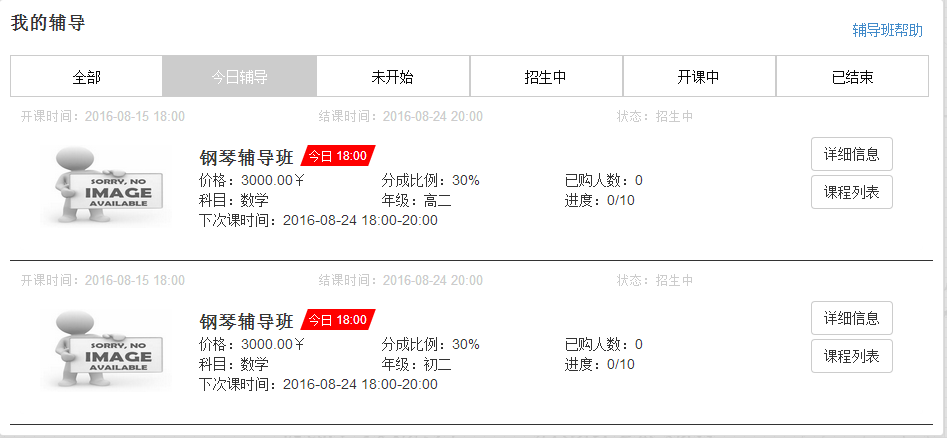 我的辅导
辅导班帮助
全部 今日辅导 未开始 招生中 开课中 已结束
开课时间：2016-08-15 18:00 结课时间：2016-08-24 20:00 状态：招生中
SORRY, NO
IMAGE
AVAILABLE
钢琴辅导班 今日 18:00
价格：3000.00￥ 分成比例：30% 已购人数：0
科目：数学 年级：高二 进度：0/10
下次课时间：2016-08-24 18:00-20:00
详细信息
课程列表
开课时间：2016-08-15 18:00 结课时间：2016-08-24 20:00 状态：招生中
SORRY, NO
IMAGE
AVAILABLE
钢琴辅导班 今日 18:00
价格：3000.00￥ 分成比例：30% 已购人数：0
科目：数学 年级：初二 进度：0/10
下次课时间：2016-08-24 18:00-20:00
详细信息
课程列表